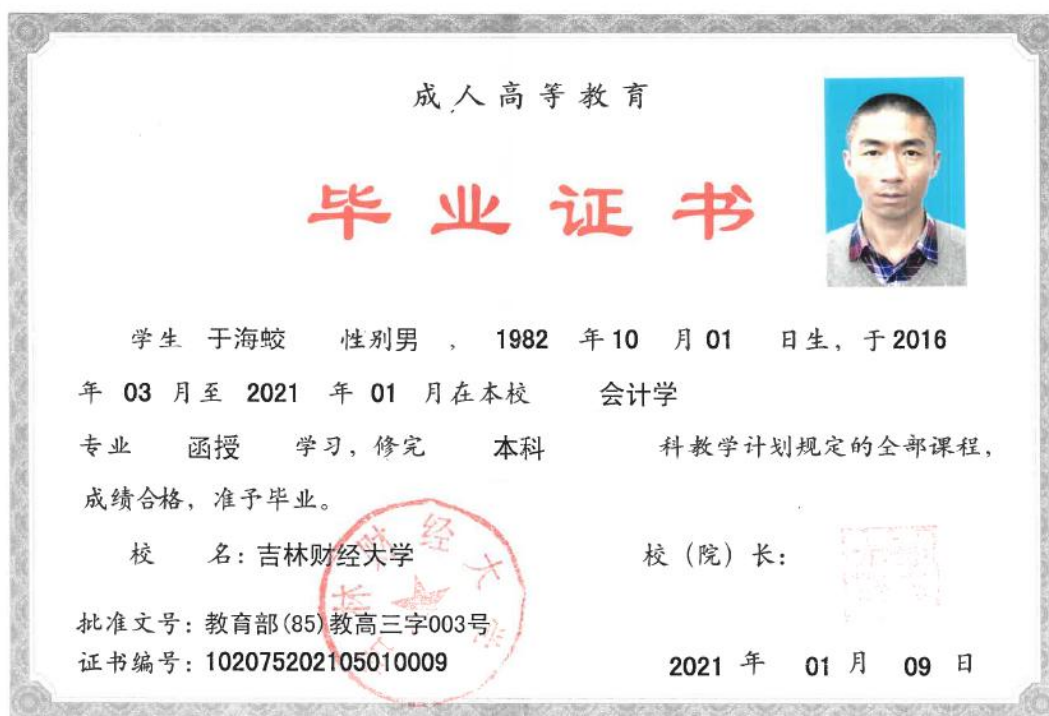 成人高等教育
毕业证书
学生 于海蛟 性别男 , 1982 年10 月01 日生, 于2016
年 03 月至 2021 年 01 月在本校 会计学
专业 函授 学习, 修完 本科 科教学计划规定的全部课程,
成绩合格, 准予毕业。
校 名: 吉林财经大学 校 (院) 长:
林财经大学
批准文号: 教育部(85)教高三字003号
证书编号: 102075202105010009 2021 年 01 月 09 日